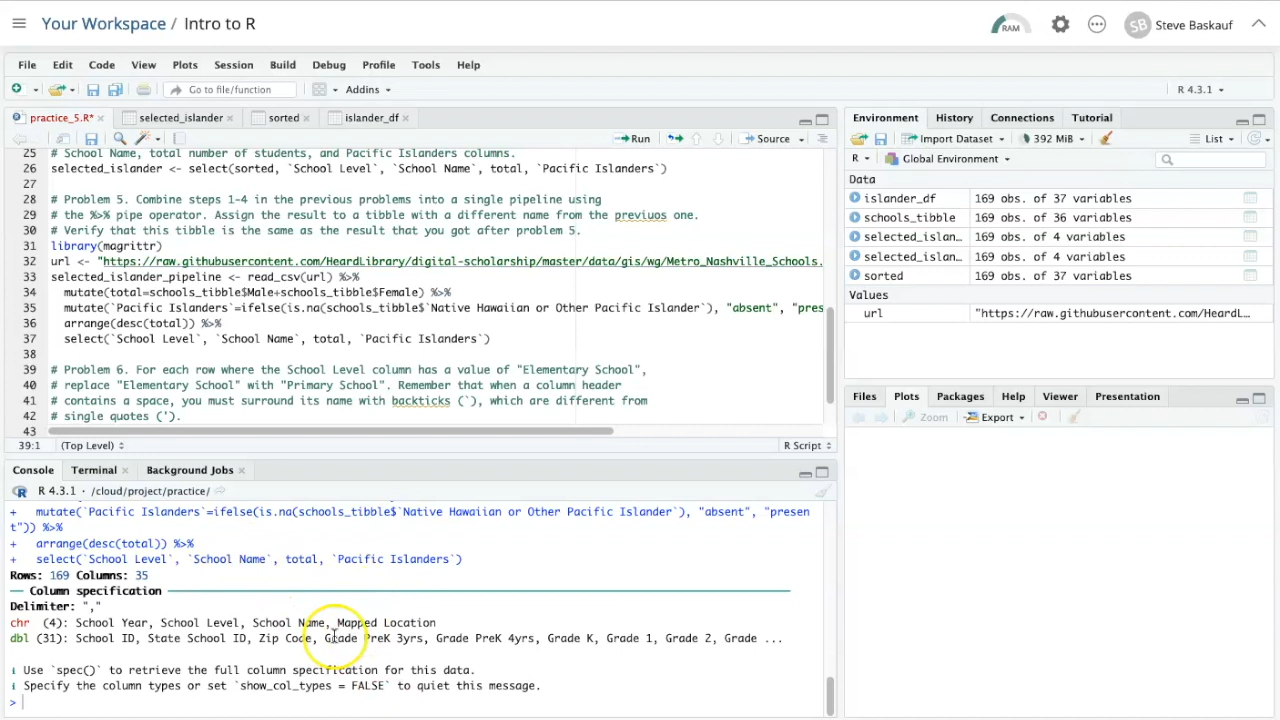 Your Workspace / Intro to R
RAM
SB Steve Baskauf
File Edit Code View Plots Session Build Debug Profile Tools Help
Go to file/function Addins R 4.3.1
practice_5.R* selected_islander sorted islander_df
Run Source
25 # School Name, total number of students, and Pacific Islanders columns.
26 selected_islander <- select(sorted, `School Level`, `School Name`, total, `Pacific Islanders`)
27
28 # Problem 5. Combine steps 1-4 in the previous problems into a single pipeline using
29 # the %>% pipe operator. Assign the result to a tibble with a different name from the previuos one.
30 # Verify that this tibble is the same as the result that you got after problem 5.
31 library(magrittr)
32 url <- "https://raw.githubusercontent.com/HeardLibrary/digital-scholarship/master/data/gis/wg/Metro_Nashville_Schools.
33 selected_islander_pipeline <- read_csv(url) %>%
34 mutate(total=schools_tibble$Male+schools_tibble$Female) %>%
35 mutate(`Pacific Islanders`=ifelse(is.na(schools_tibble$`Native Hawaiian or Other Pacific Islander`), "absent", "pres
36 arrange(desc(total)) %>%
37 select(`School Level`, `School Name`, total, `Pacific Islanders`)
38
39 # Problem 6. For each row where the School Level column has a value of "Elementary School",
40 # replace "Elementary School" with "Primary School". Remember that when a column header
41 # contains a space, you must surround its name with backticks (`), which are different from
42 # single quotes (').
43
39:1 (Top Level) R Script
Console Terminal Background Jobs
R 4.3.1 · /cloud/project/practice/
+ mutate(`Pacific Islanders`=ifelse(is.na(schools_tibble$`Native Hawaiian or Other Pacific Islander`), "absent", "presen
t")) %>%
+ arrange(desc(total)) %>%
+ select(`School Level`, `School Name`, total, `Pacific Islanders`)
Rows: 169 Columns: 35
── Column specification
Delimiter: ","
chr (4): School Year, School Level, School Name, Mapped Location
dbl (31): School ID, State School ID, Zip Code, Grade PreK 3yrs, Grade PreK 4yrs, Grade K, Grade 1, Grade 2, Grade ...
ℹ Use `spec()` to retrieve the full column specification for this data.
ℹ Specify the column types or set `show_col_types = FALSE` to quiet this message.
>
Environment History Connections Tutorial
Import Dataset 392 MiB List
R Global Environment
Data
islander_df 169 obs. of 37 variables
schools_tibble 169 obs. of 36 variables
selected_islan… 169 obs. of 4 variables
selected_islan… 169 obs. of 4 variables
sorted 169 obs. of 37 variables
Values
url "https://raw.githubusercontent.com/HeardL…
Files Plots Packages Help Viewer Presentation
Zoom Export